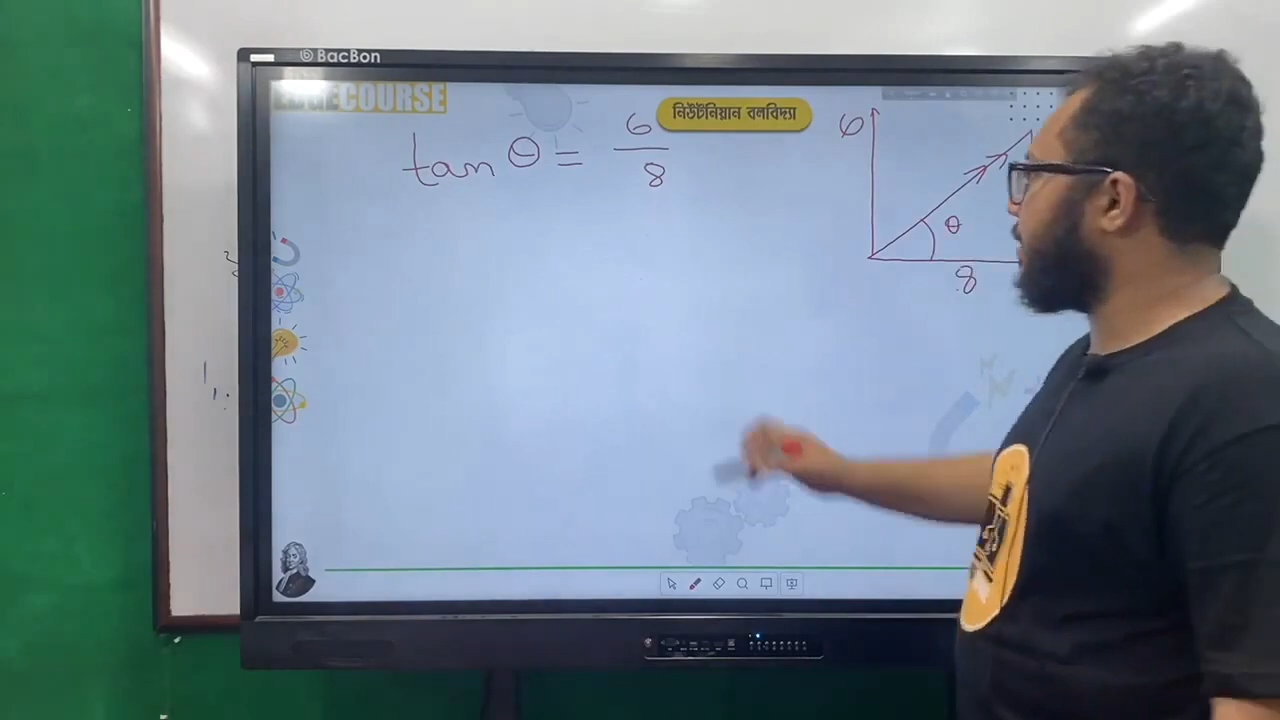 BacBon
COURSE
নিউটনিয়ান বলবিদ্যা
tan θ = 6/8
6
θ
8